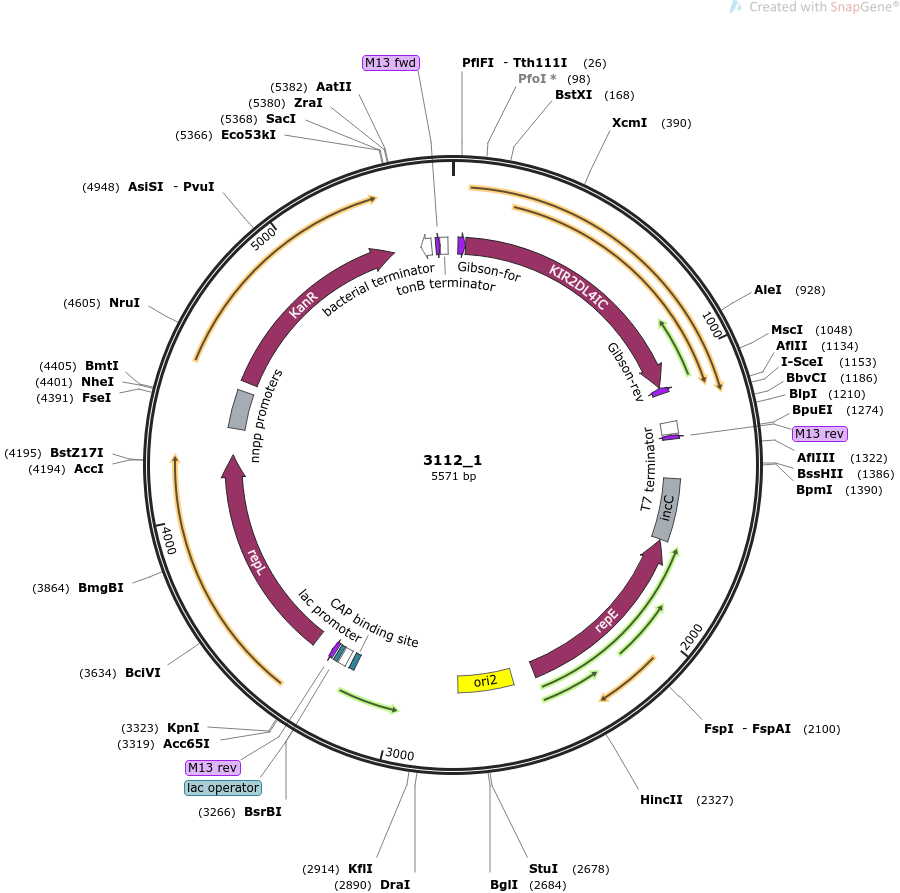 Created with SnapGene®
M13 fwd
PflFI - Tth111I (26)
PfoI * (98)
BstXI (168)
XcmI (390)
(5382) AatII
(5380) ZraI
(5368) SacI
(5366) Eco53kI
(4948) AsiSI - PvuI
(4605) NruI
(4405) BmtI
(4401) NheI
(4391) FseI
(4195) BstZ17I
(4194) AccI
(3864) BmgBI
(3634) BciVI
(3323) KpnI
(3319) Acc65I
M13 rev
lac operator
(3266) BsrBI
(2914) KflI
(2890) DraI
StuI (2678)
BglI (2684)
HincII (2327)
FspI - FspAI (2100)
AleI (928)
MscI (1048)
AflII (1134)
I-SceI (1153)
BbvCI (1186)
BlpI (1210)
BpuEI (1274)
M13 rev
AflIII (1322)
BssHII (1386)
BpmI (1390)
1000
2000
3000
4000
5000
KanR
bacterial terminator
tonB terminator
Gibson-for
KIR2DL4IC
Gibson-rev
T7 terminator
incC
repE
ori2
CAP binding site
lac promoter
repL
nnpp promoters
3112_1
5571 bp